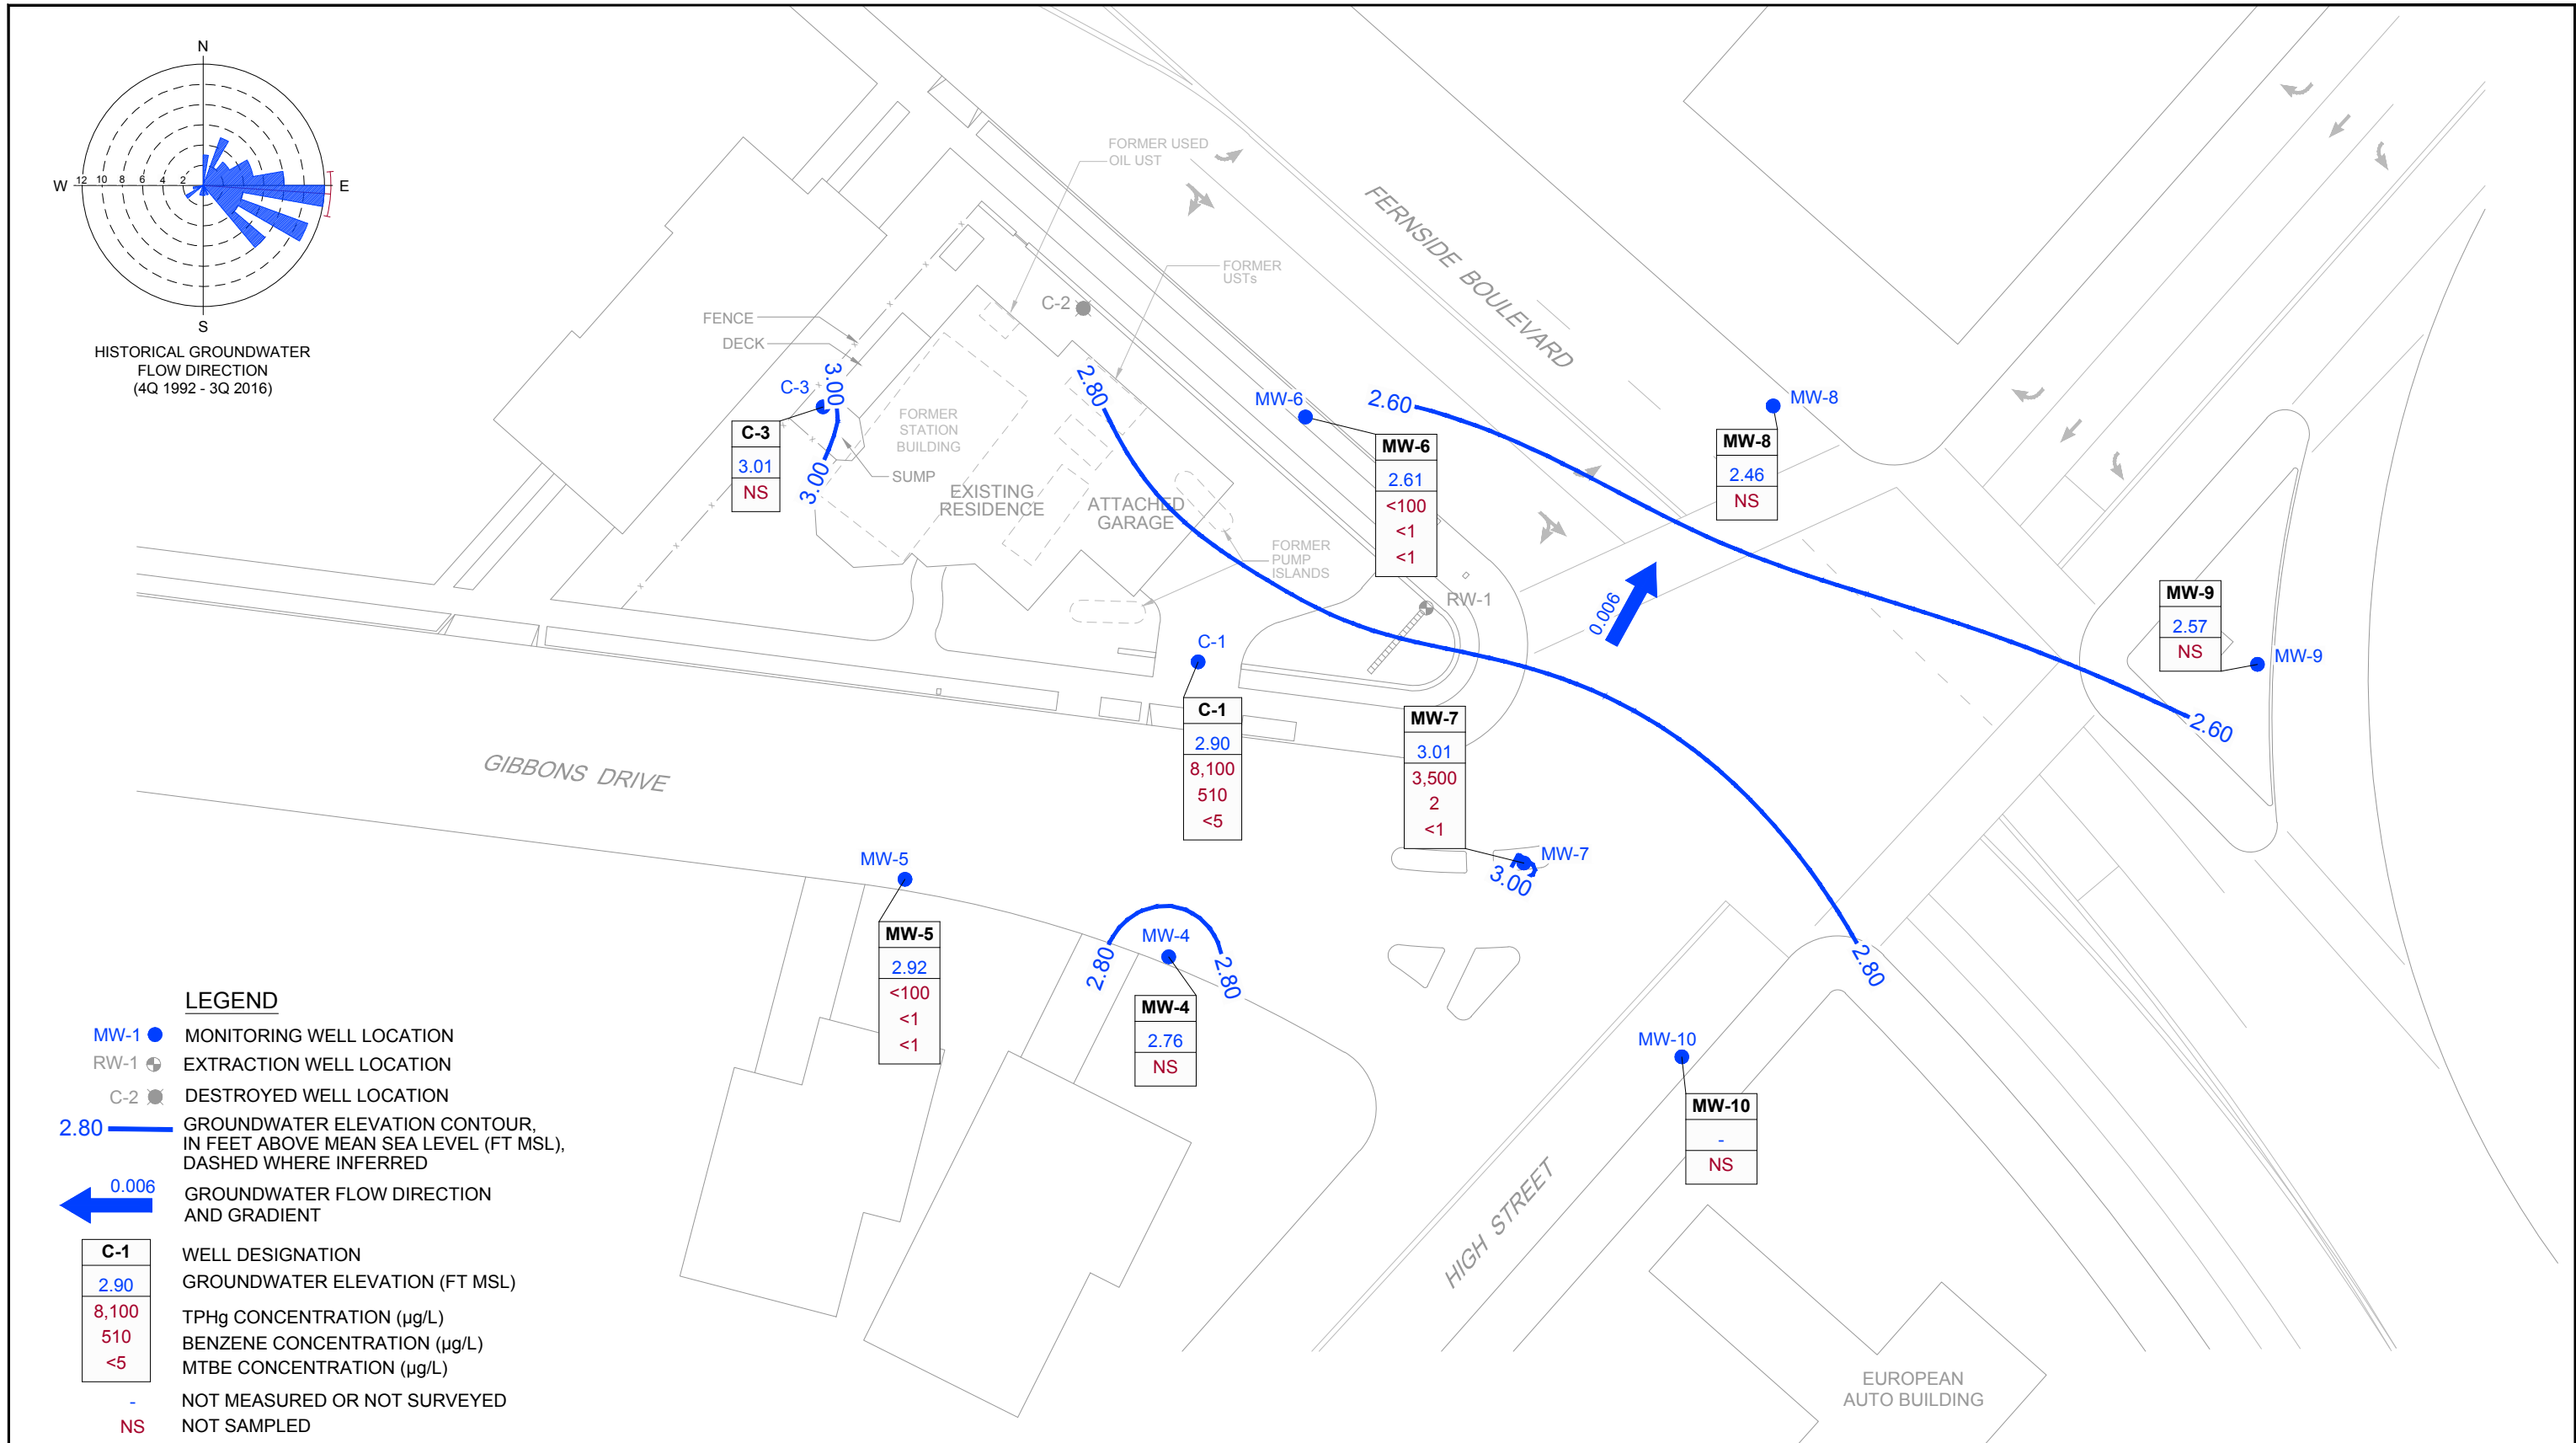 N
W 12 10 8 6 4 2 E
S
HISTORICAL GROUNDWATER
FLOW DIRECTION
(4Q 1992 - 3Q 2016)
FORMER USED
OIL UST
FORMER
USTs
C-2
FENCE
DECK
FERNSIDE BOULEVARD
C-3
3.00
3.00
C-3
3.01
NS
FORMER
STATION
BUILDING
SUMP
EXISTING
RESIDENCE
ATTACHED
GARAGE
2.80
MW-6
MW-6
2.61
<100
<1
<1
2.60
MW-8
MW-8
2.46
NS
FORMER
PUMP
ISLANDS
RW-1
0.006
MW-9
2.57
NS
MW-9
2.60
C-1
C-1
2.90
8,100
510
<5
MW-7
3.01
3,500
2
<1
MW-7
3.00
GIBBONS DRIVE
MW-5
MW-5
2.92
<100
<1
<1
MW-4
2.80
2.80
MW-4
2.76
NS
2.80
MW-10
MW-10
-
NS
HIGH STREET
EUROPEAN
AUTO BUILDING
LEGEND
MW-1 MONITORING WELL LOCATION
RW-1 EXTRACTION WELL LOCATION
C-2 DESTROYED WELL LOCATION
2.80 GROUNDWATER ELEVATION CONTOUR,
IN FEET ABOVE MEAN SEA LEVEL (FT MSL),
DASHED WHERE INFERRED
0.006 GROUNDWATER FLOW DIRECTION
AND GRADIENT
C-1 WELL DESIGNATION
2.90 GROUNDWATER ELEVATION (FT MSL)
8,100 TPHg CONCENTRATION (µg/L)
510 BENZENE CONCENTRATION (µg/L)
<5 MTBE CONCENTRATION (µg/L)
- NOT MEASURED OR NOT SURVEYED
NS NOT SAMPLED